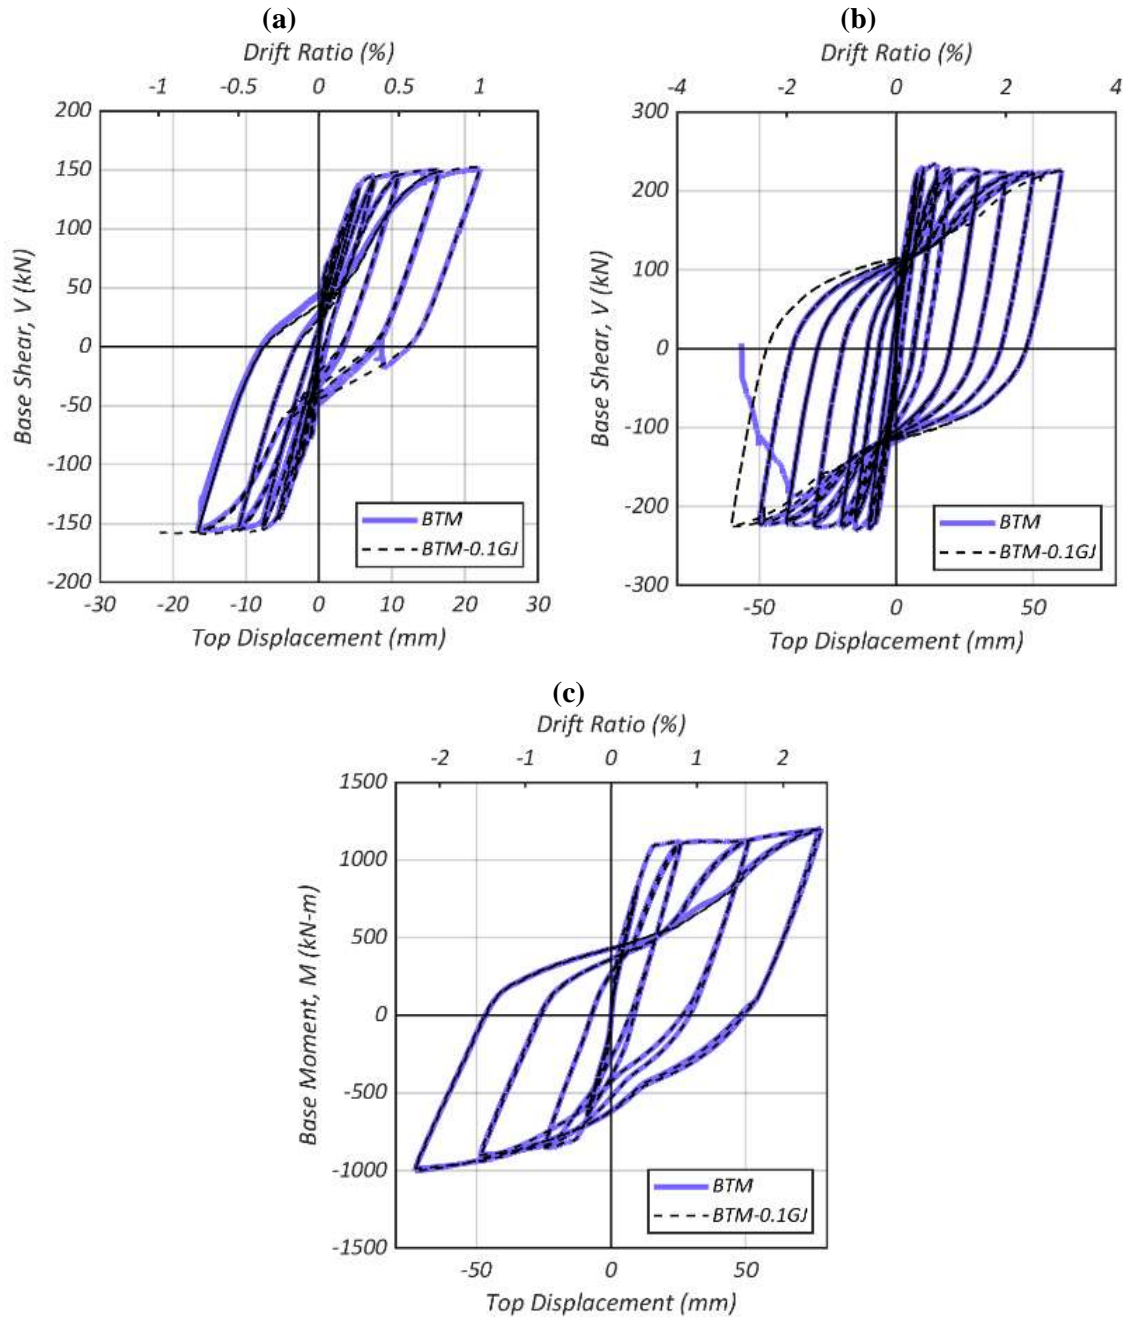 (a)
Drift Ratio (%)
-1 -0.5 0 0.5 1
200
150
100
50
0
-50
-100
-150
-200
Base Shear, V (kN)
BTM
BTM-0.1GJ
-30 -20 -10 0 10 20 30
Top Displacement (mm)
(b)
Drift Ratio (%)
-4 -2 0 2 4
300
200
100
0
-100
-200
-300
Base Shear, V (kN)
BTM
BTM-0.1GJ
-50 0 50
Top Displacement (mm)
(c)
Drift Ratio (%)
-2 -1 0 1 2
1500
1000
500
0
-500
-1000
-1500
Base Moment, M (kN-m)
BTM
BTM-0.1GJ
-50 0 50
Top Displacement (mm)